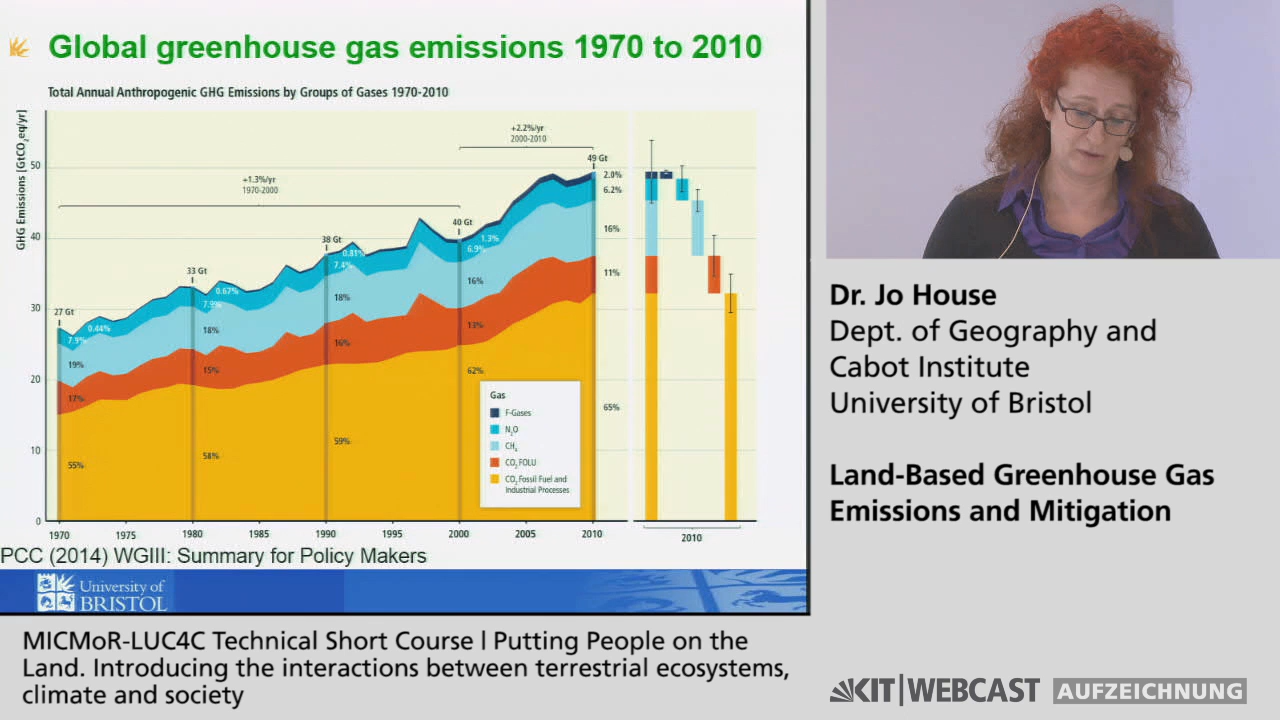 Global greenhouse gas emissions 1970 to 2010
Total Annual Anthropogenic GHG Emissions by Groups of Gases 1970-2010
GHG Emissions [GtCO₂eq/yr]
50
40
30
20
10
0
+1.3%/yr
1970-2000
+2.2%/yr
2000-2010
27 Gt
33 Gt
38 Gt
40 Gt
49 Gt
0.44%
7.9%
19%
17%
55%
0.67%
7.9%
18%
15%
58%
0.81%
7.4%
18%
16%
59%
1.3%
6.9%
16%
13%
62%
2.0%
6.2%
16%
11%
65%
Gas
F-Gases
N₂O
CH₄
CO₂ FOLU
CO₂ Fossil Fuel and
Industrial Processes
1970 1975 1980 1985 1990 1995 2000 2005 2010
2010
PCC (2014) WGIII: Summary for Policy Makers
University of
BRISTOL
Dr. Jo House
Dept. of Geography and
Cabot Institute
University of Bristol
Land-Based Greenhouse Gas
Emissions and Mitigation
MICMoR-LUC4C Technical Short Course | Putting People on the
Land. Introducing the interactions between terrestrial ecosystems,
climate and society
KIT|WEBCAST AUFZEICHNUNG